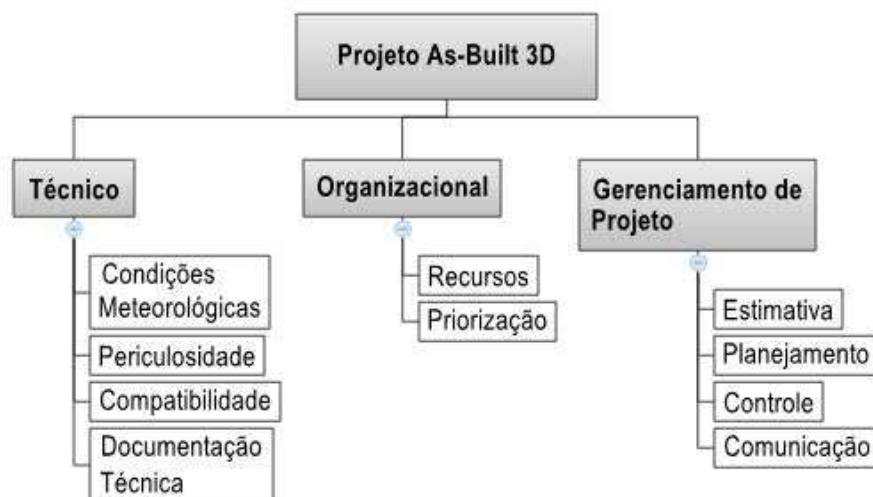 Projeto As-Built 3D
Técnico
Condições
Meteorológicas
Periculosidade
Compatibilidade
Documentação
Técnica
Organizacional
Recursos
Priorização
Gerenciamento de
Projeto
Estimativa
Planejamento
Controle
Comunicação